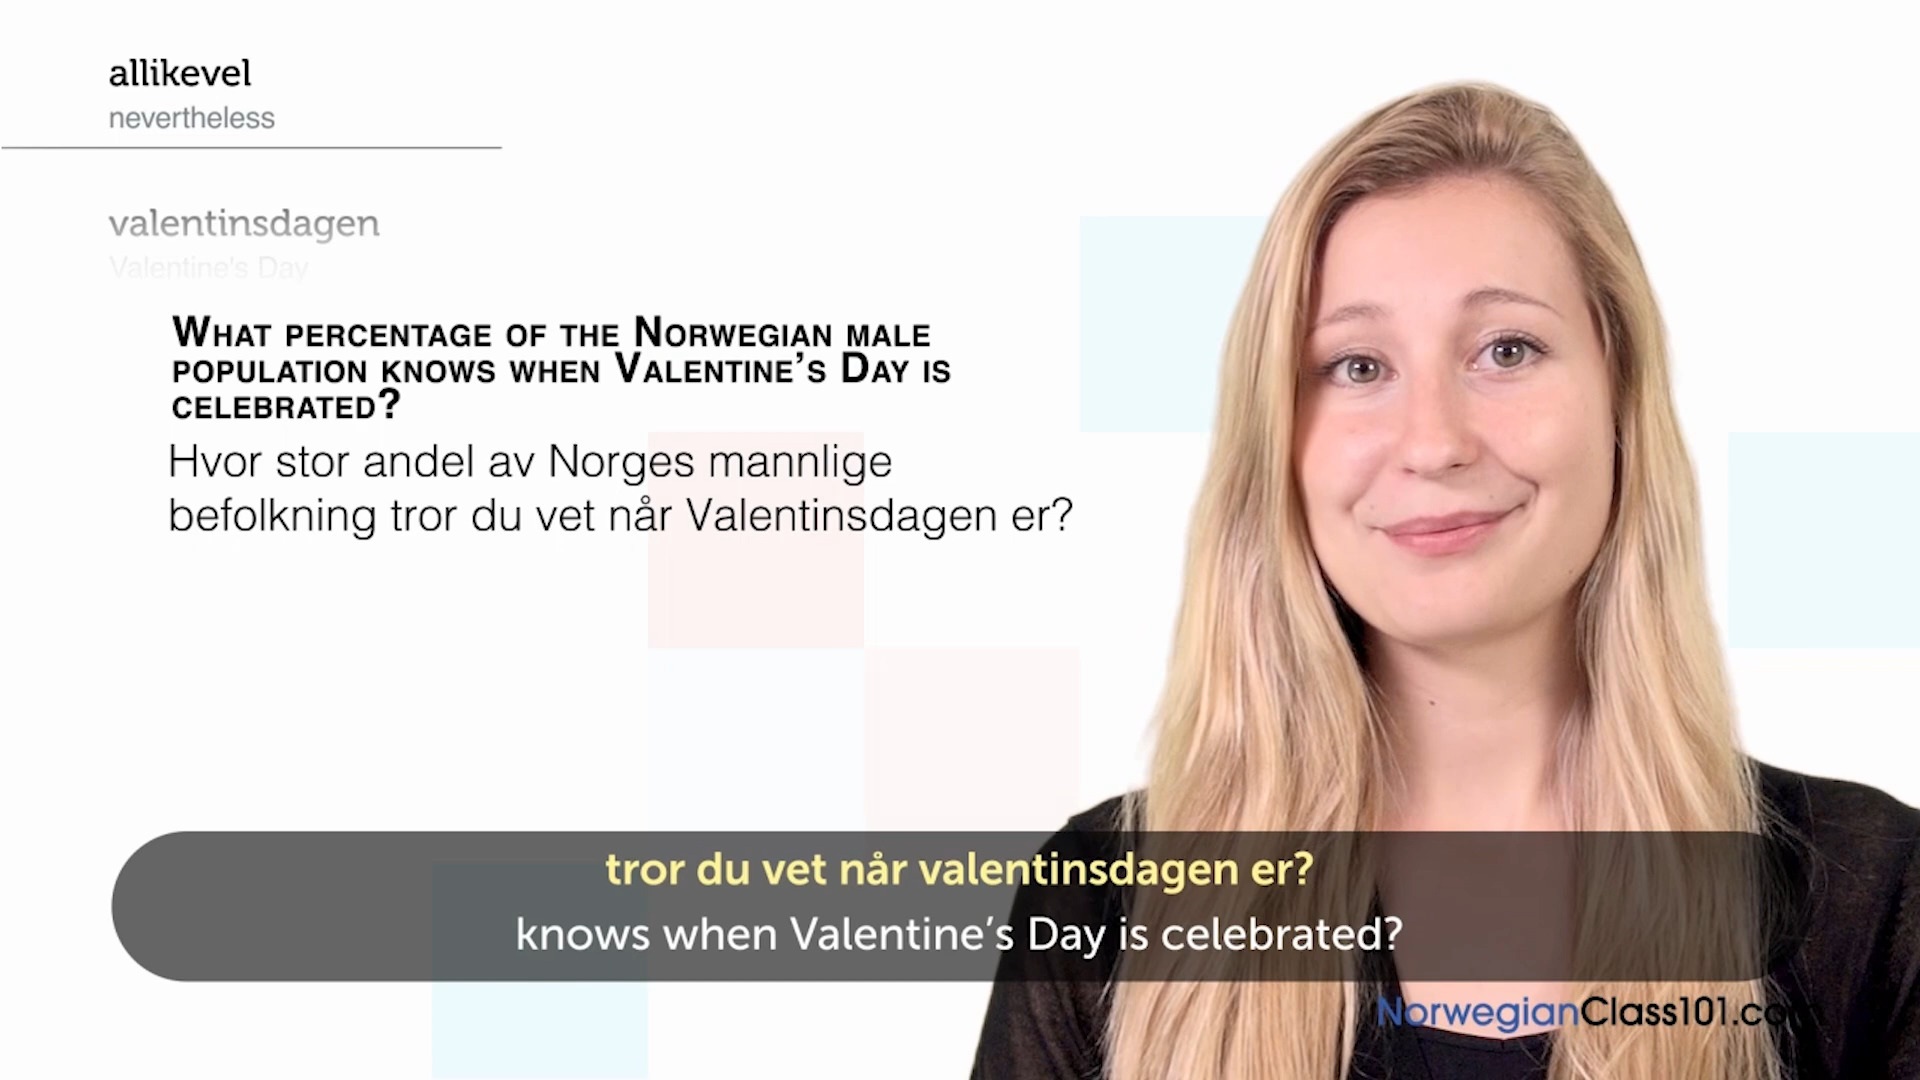 allikevel
nevertheless
valentinsdagen
Valentine's Day
WHAT PERCENTAGE OF THE NORWEGIAN MALE
POPULATION KNOWS WHEN VALENTINE'S DAY IS
CELEBRATED?
Hvor stor andel av Norges mannlige
befolkning tror du vet når Valentinsdagen er?
tror du vet når valentinsdagen er?
knows when Valentine's Day is celebrated?
NorwegianClass101.com